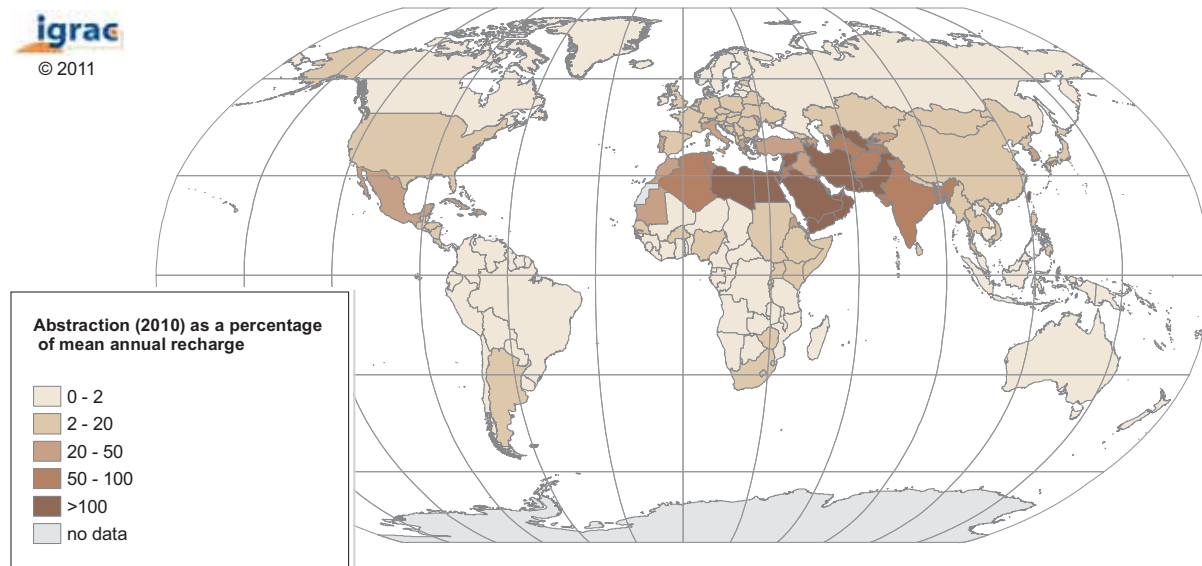 igrac
© 2011
Abstraction (2010) as a percentage
of mean annual recharge
0 - 2
2 - 20
20 - 50
50 - 100
>100
no data